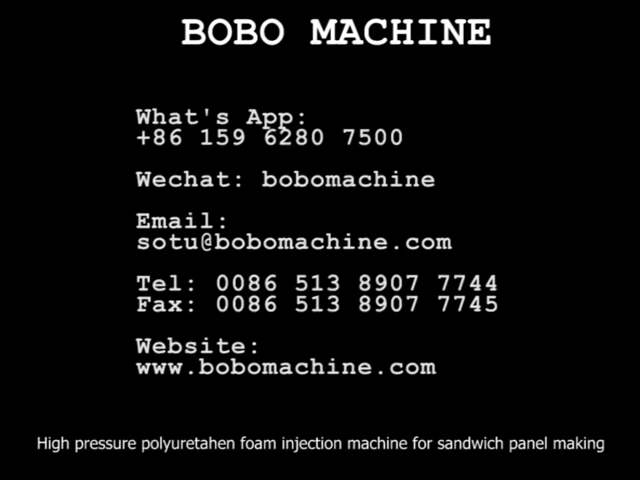 BOBO MACHINE
What's App:
+86 159 6280 7500
Wechat: bobomachine
Email:
sotu@bobomachine.com
Tel: 0086 513 8907 7744
Fax: 0086 513 8907 7745
Website:
www.bobomachine.com
High pressure polyuretahen foam injection machine for sandwich panel making